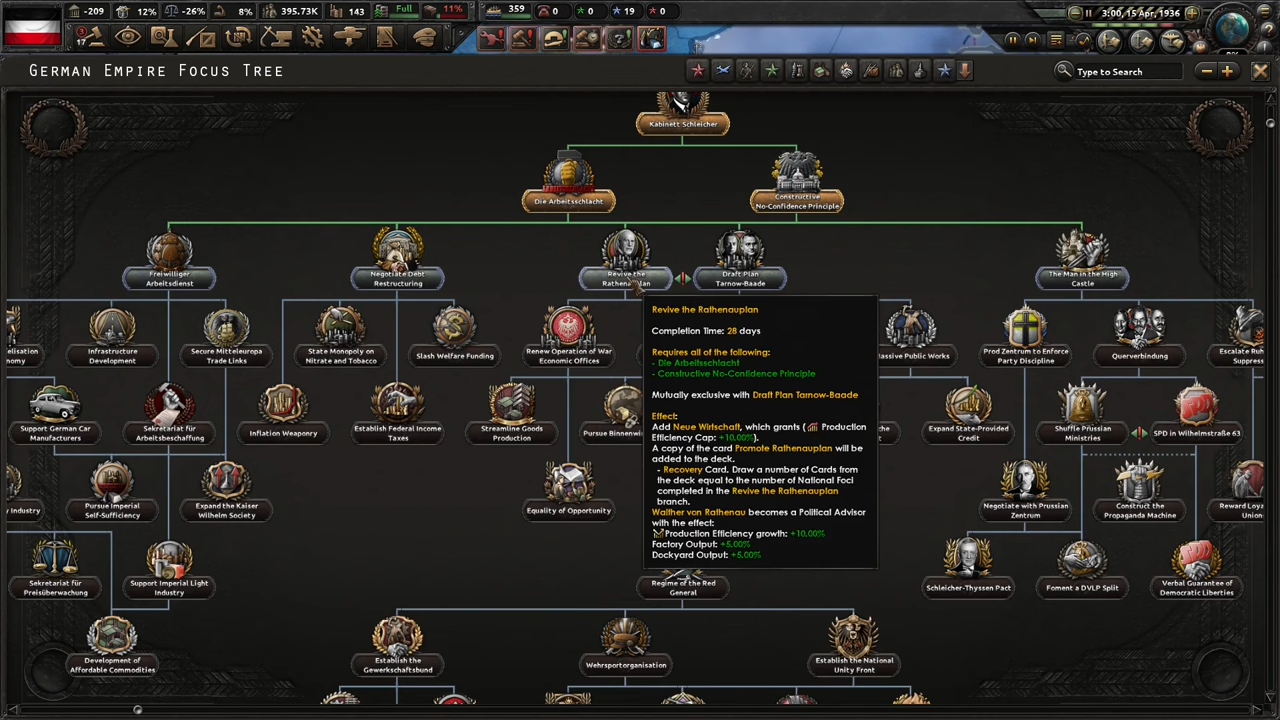 -209
12%
-26%
8%
395.73K
143
Full
11%
359
0
0
19
0
3:00, 15 Apr, 1936
3
17
German Empire Focus Tree
Type to Search
Kabinett Schleicher
Die Arbeitsschlacht
Constructive
No-Confidence Principle
Freiwilliger
Arbeitsdienst
Negotiate Debt
Restructuring
Revive the
Rathenauplan
Draft Plan
Tarnow-Baade
The Man in the High
Castle
Infrastructure
Development
Secure Mitteleuropa
Trade Links
State Monopoly on
Nitrate and Tobacco
Slash Welfare Funding
Renew Operation of War
Economic Offices
Massive Public Works
Prod Zentrum to Enforce
Party Discipline
Querverbindung
Support German Car
Manufacturers
Sekretariat für
Arbeitsbeschaffung
Inflation Weaponry
Establish Federal Income
Taxes
Streamline Goods
Production
Expand State-Provided
Credit
Shuffle Prussian
Ministries
SPD in Wilhelmstraße 63
Pursue Imperial
Self-Sufficiency
Expand the Kaiser
Wilhelm Society
Equality of Opportunity
Negotiate with Prussian
Zentrum
Construct the
Propaganda Machine
Sekretariat für
Preisüberwachung
Support Imperial Light
Industry
Regime of the Red
General
Schleicher-Thyssen Pact
Foment a DVLP Split
Verbal Guarantee of
Democratic Liberties
Development of
Affordable Commodities
Establish the
Gewerkschaftsbund
Wehrsportorganisation
Establish the National
Unity Front
Revive the Rathenauplan
Completion Time: 28 days
Requires all of the following:
- Die Arbeitsschlacht
- Constructive No-Confidence Principle
Mutually exclusive with Draft Plan Tarnow-Baade
Effect:
Add Neue Wirtschaft, which grants ( Production
Efficiency Cap: +10.00%).
A copy of the card Promote Rathenauplan will be
added to the deck.
- Recovery Card. Draw a number of Cards from
the deck equal to the number of National Foci
completed in the Revive the Rathenauplan
branch.
Walther von Rathenau becomes a Political Advisor
with the effect:
Production Efficiency growth: +10.00%
Factory Output: +5.00%
Dockyard Output: +5.00%